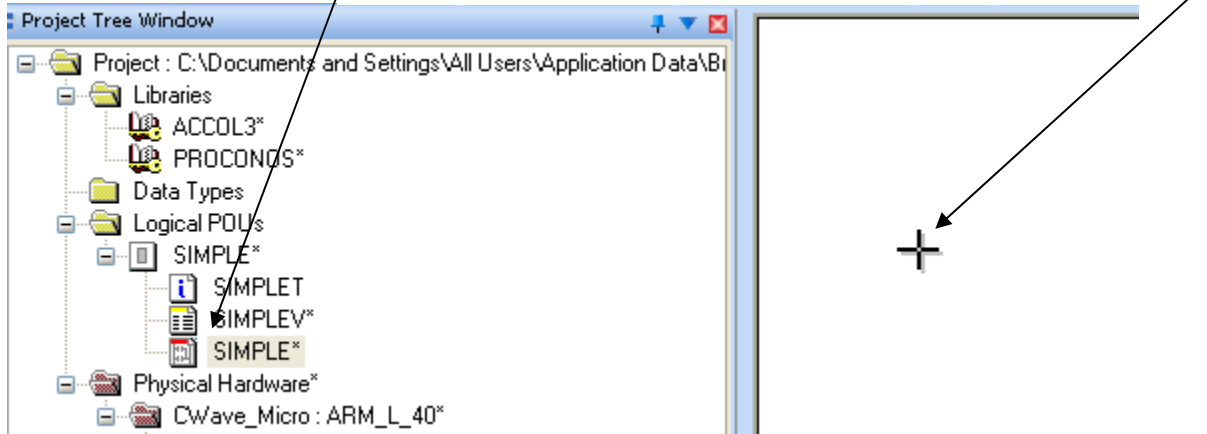 Project Tree Window
Project : C:\Documents and Settings\All Users\Application Data\Br
Libraries
ACCOL3*
PROCONOS*
Data Types
Logical POUs
SIMPLE*
SIMPLET
SIMPLEV*
SIMPLE*
Physical Hardware*
CWave_Micro : ARM_L_40*